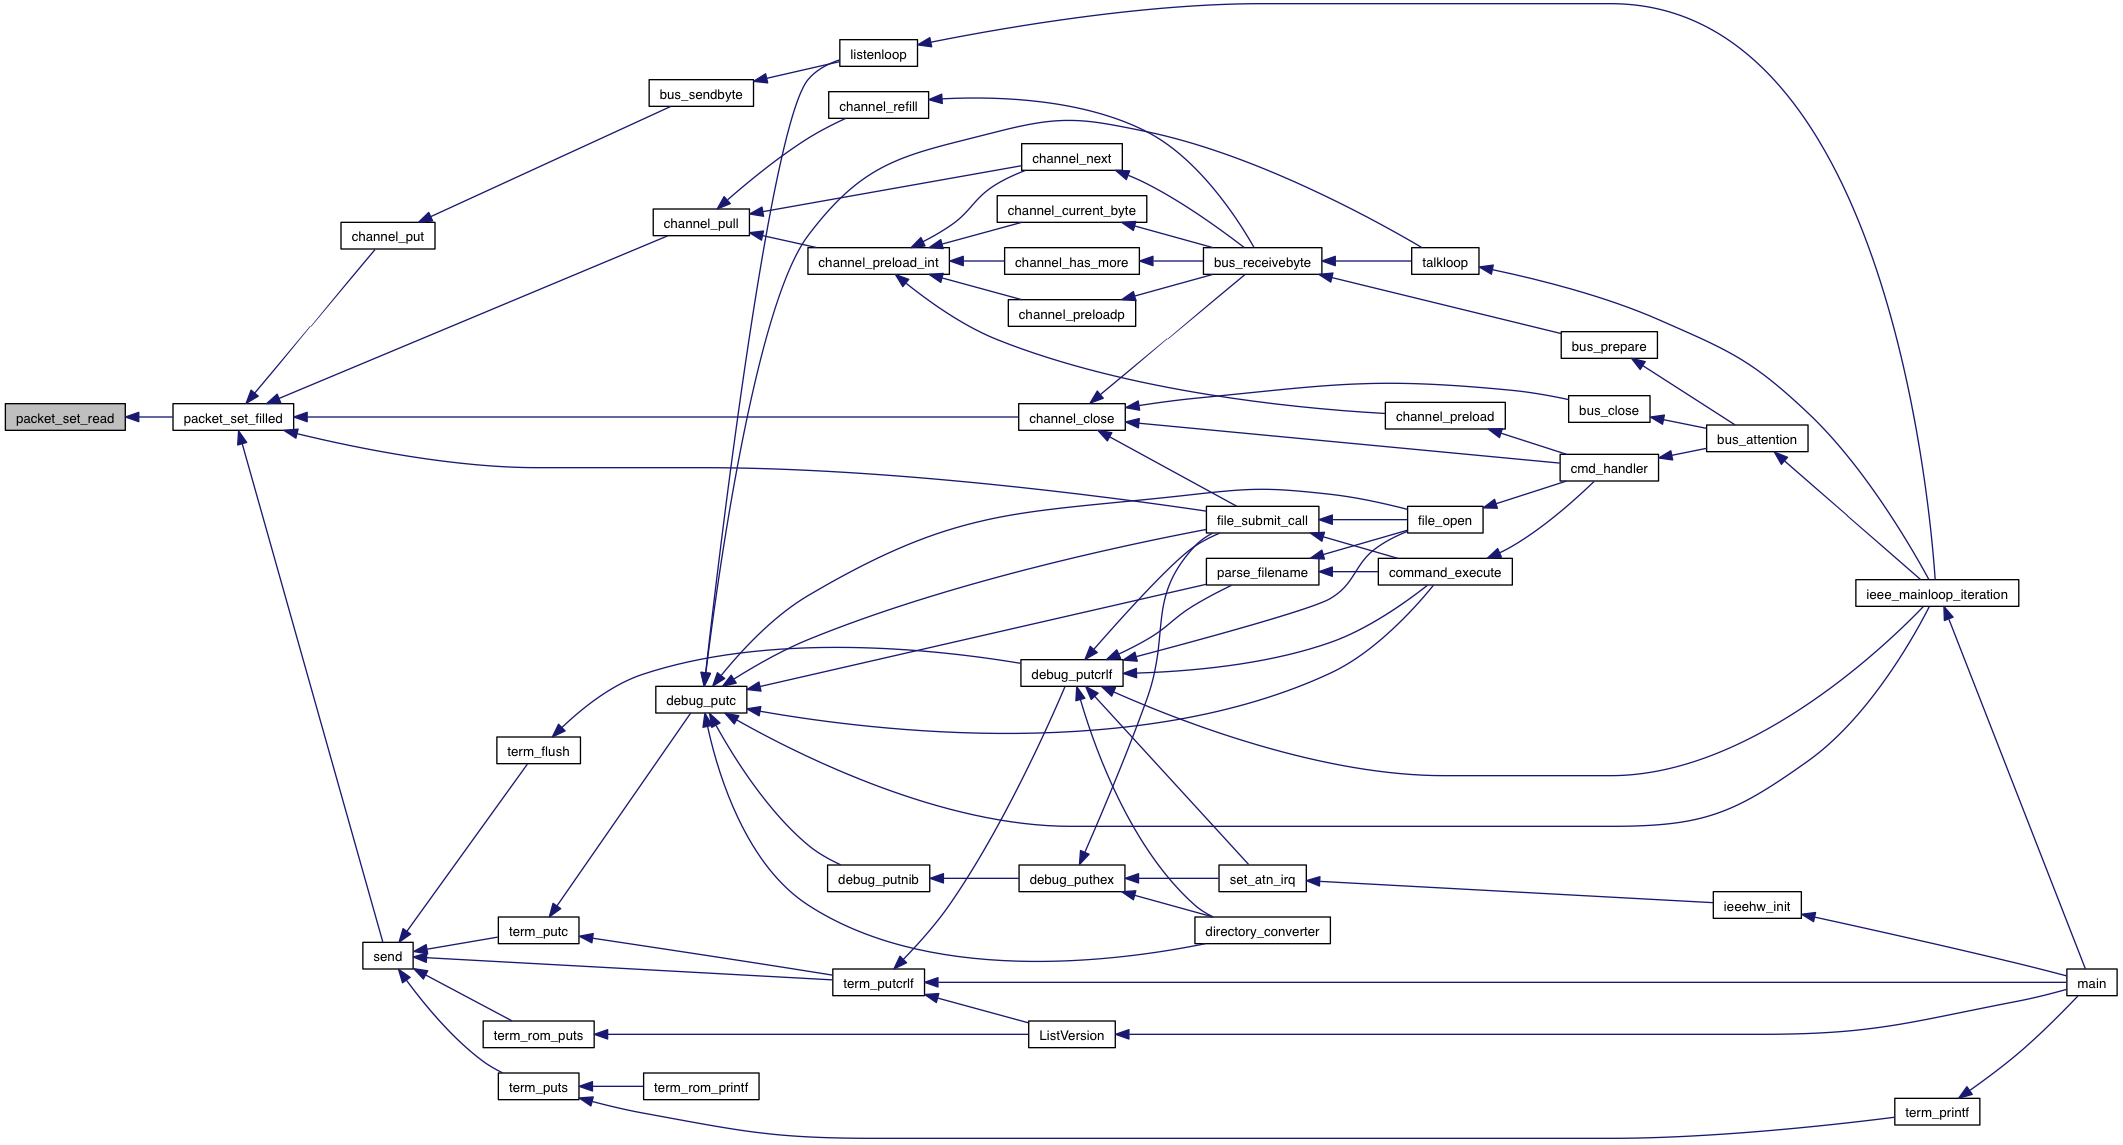 listenloop
bus_sendbyte
channel_refill
channel_next
channel_current_byte
channel_pull
channel_put
channel_preload_int
channel_has_more
bus_receivebyte
talkloop
channel_preloadp
bus_prepare
packet_set_read
packet_set_filled
channel_close
channel_preload
bus_close
bus_attention
cmd_handler
file_submit_call
file_open
parse_filename
command_execute
ieee_mainloop_iteration
debug_putcrlf
debug_putc
term_flush
debug_putnib
debug_puthex
set_atn_irq
ieeehw_init
term_putc
directory_converter
send
term_putcrlf
main
term_rom_puts
ListVersion
term_puts
term_rom_printf
term_printf